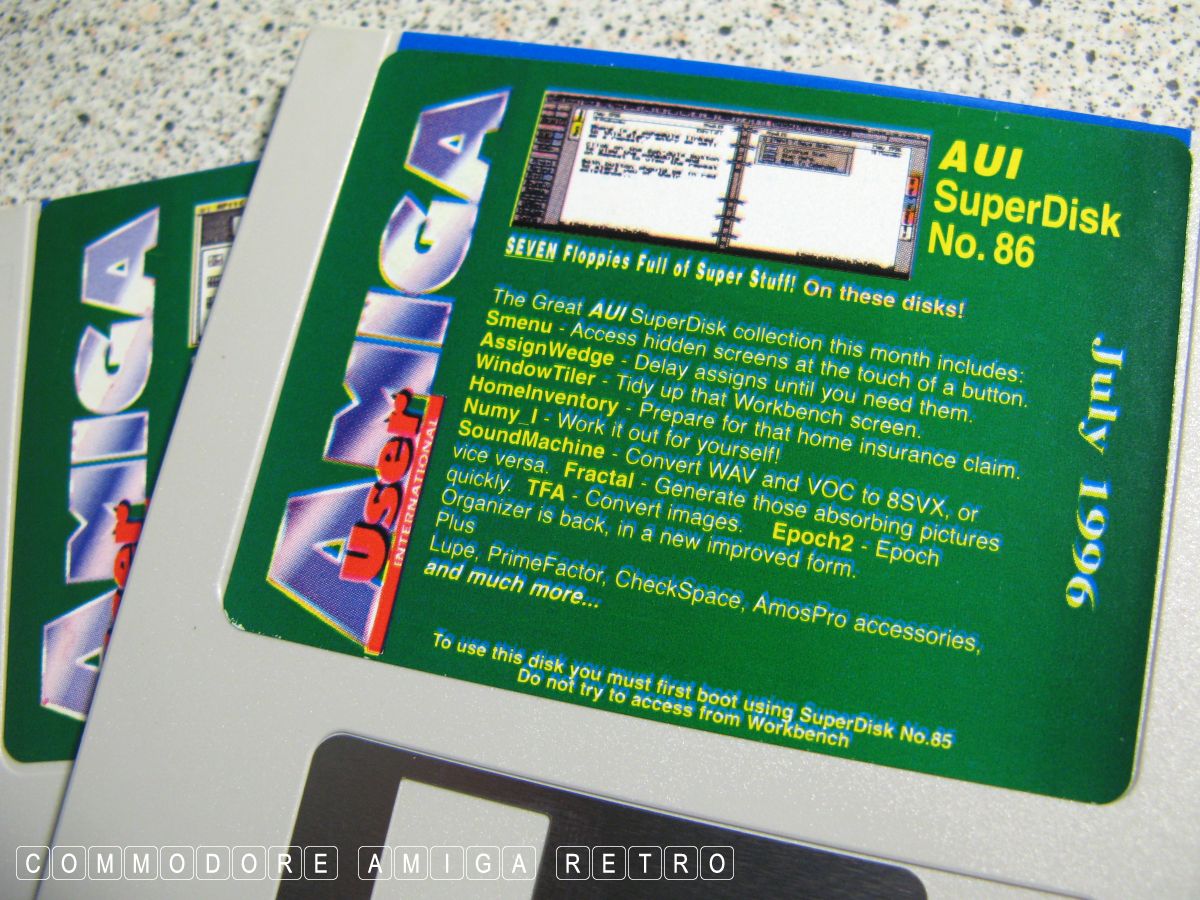 AMIGA
User
INTERNATIONAL
AUI
SuperDisk
No. 86
SEVEN Floppies Full of Super Stuff! On these disks!
The Great AUI SuperDisk collection this month includes:
Smenu - Access hidden screens at the touch of a button.
AssignWedge - Delay assigns until you need them.
WindowTiler - Tidy up that Workbench screen.
HomeInventory - Prepare for that home insurance claim.
Numy_I - Work it out for yourself!
SoundMachine - Convert WAV and VOC to 8SVX, or
vice versa. Fractal - Generate those absorbing pictures
quickly. TFA - Convert images. Epoch2 - Epoch
Organizer is back, in a new improved form.
Plus
Lupe, PrimeFactor, CheckSpace, AmosPro accessories,
and much more...
July 1996
To use this disk you must first boot using SuperDisk No.85
Do not try to access from Workbench
AMIGA
COMMODORE AMIGA RETRO